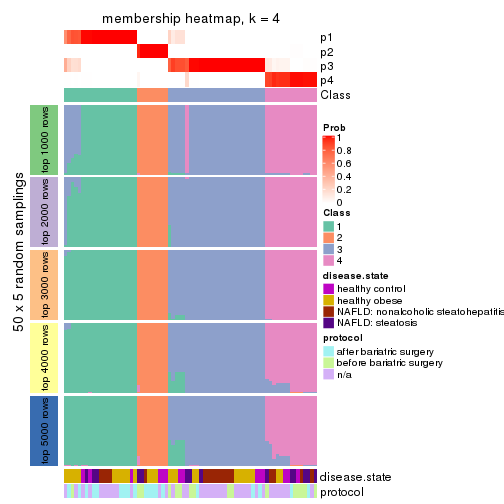 membership heatmap, k = 4
p1
p2
p3
p4
Class
50 x 5 random samplings
top 1000 rows
top 2000 rows
top 3000 rows
top 4000 rows
top 5000 rows
disease.state
protocol
Prob
1
0.8
0.6
0.4
0.2
0
Class
1
2
3
4
disease.state
healthy control
healthy obese
NAFLD: nonalcoholic steatohepatitis
NAFLD: steatosis
protocol
after bariatric surgery
before bariatric surgery
n/a